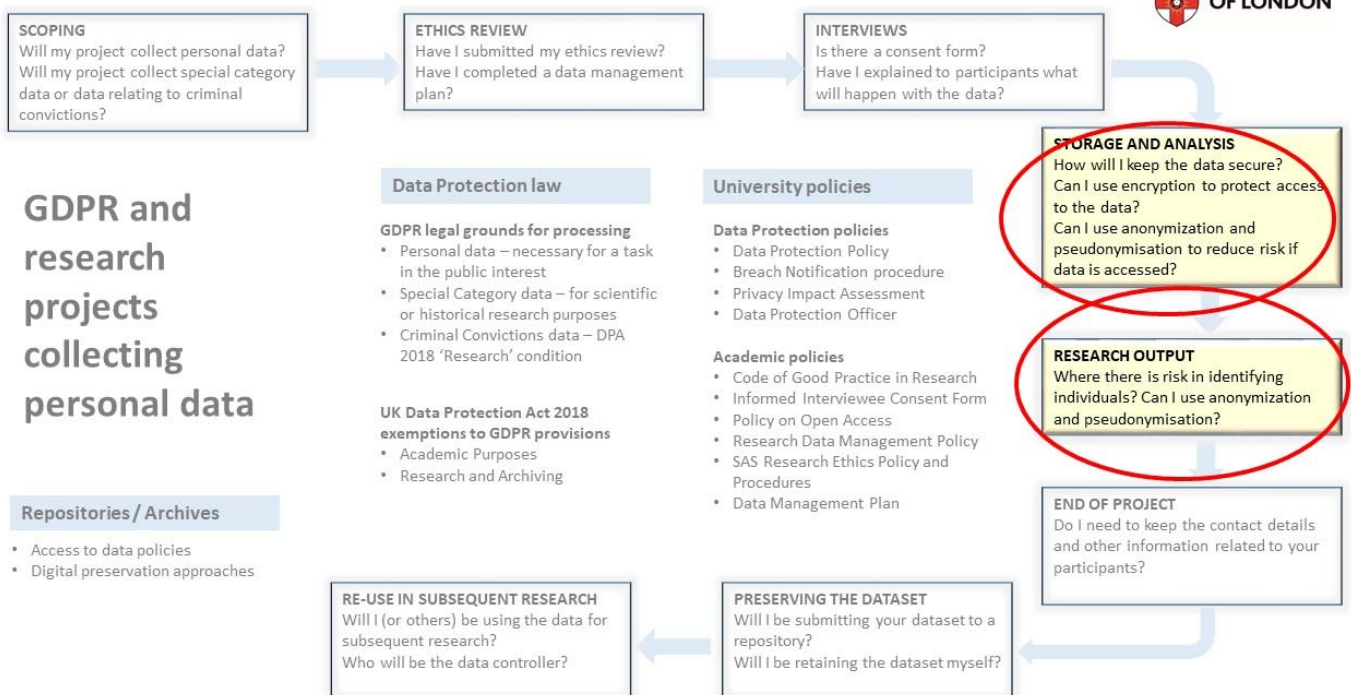 OF LONDON
SCOPING
Will my project collect personal data?
Will my project collect special category
data or data relating to criminal
convictions?
ETHICS REVIEW
Have I submitted my ethics review?
Have I completed a data management
plan?
INTERVIEWS
Is there a consent form?
Have I explained to participants what
will happen with the data?
STORAGE AND ANALYSIS
How will I keep the data secure?
Can I use encryption to protect access
to the data?
Can I use anonymization and
pseudonymisation to reduce risk if
data is accessed?
GDPR and
research
projects
collecting
personal data
Data Protection law
GDPR legal grounds for processing
• Personal data – necessary for a task
in the public interest
• Special Category data – for scientific
or historical research purposes
• Criminal Convictions data – DPA
2018 ‘Research’ condition
UK Data Protection Act 2018
exemptions to GDPR provisions
• Academic Purposes
• Research and Archiving
University policies
Data Protection policies
• Data Protection Policy
• Breach Notification procedure
• Privacy Impact Assessment
• Data Protection Officer
Academic policies
• Code of Good Practice in Research
• Informed Interviewee Consent Form
• Policy on Open Access
• Research Data Management Policy
• SAS Research Ethics Policy and
Procedures
• Data Management Plan
RESEARCH OUTPUT
Where there is risk in identifying
individuals? Can I use anonymization
and pseudonymisation?
Repositories / Archives
• Access to data policies
• Digital preservation approaches
END OF PROJECT
Do I need to keep the contact details
and other information related to your
participants?
PRESERVING THE DATASET
Will I be submitting your dataset to a
repository?
Will I be retaining the dataset myself?
RE-USE IN SUBSEQUENT RESEARCH
Will I (or others) be using the data for
subsequent research?
Who will be the data controller?